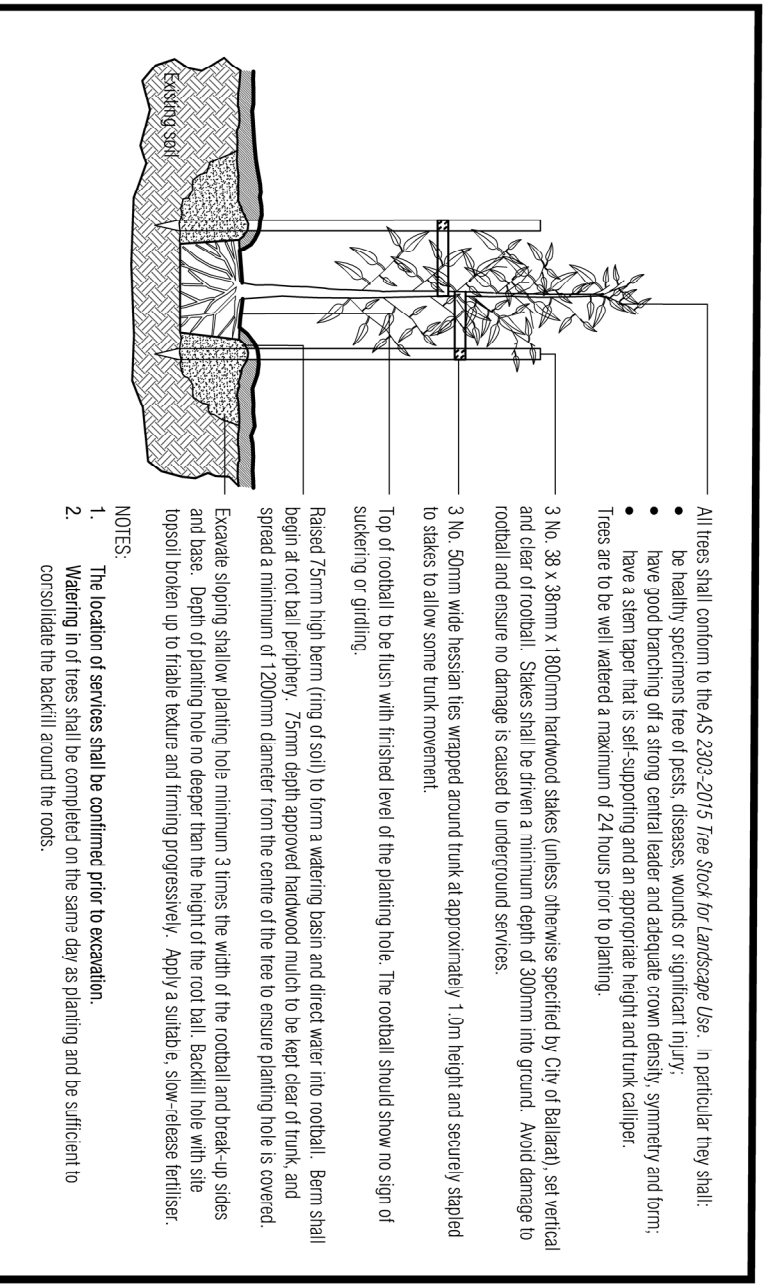 All trees shall conform to the AS 2303-2015 Tree Stock for Landscape Use. In particular they shall:
• be healthy specimens free of pests, diseases, wounds or significant injury;
• have good branching off a strong central leader and adequate crown density, symmetry and form;
• have a stem taper that is self-supporting and an appropriate height and trunk calliper.
Trees are to be well watered a maximum of 24 hours prior to planting.
3 No. 38 x 38mm x 1800mm hardwood stakes (unless otherwise specified by City of Ballarat), set vertical
and clear of rootball. Stakes shall be driven a minimum depth of 300mm into ground. Avoid damage to
rootball and ensure no damage is caused to underground services.
3 No. 50mm wide hessian ties wrapped around trunk at approximately 1.0m height and securely stapled
to stakes to allow some trunk movement.
Top of rootball to be flush with finished level of the planting hole. The rootball should show no sign of
suckering or girdling.
Raised 75mm high berm (ring of soil) to form a watering basin and direct water into rootball. Berm shall
begin at root ball periphery. 75mm depth approved hardwood mulch to be kept clear of trunk, and
spread a minimum of 1200mm diameter from the centre of the tree to ensure planting hole is covered.
Excavate sloping shallow planting hole minimum 3 times the width of the rootball and break-up sides
and base. Depth of planting hole no deeper than the height of the root ball. Backfill hole with site
topsoil broken up to friable texture and firming progressively. Apply a suitable, slow-release fertiliser.
Existing soil
NOTES:
1. The location of services shall be confirmed prior to excavation.
2. Watering in of trees shall be completed on the same day as planting and be sufficient to
consolidate the backfill around the roots.